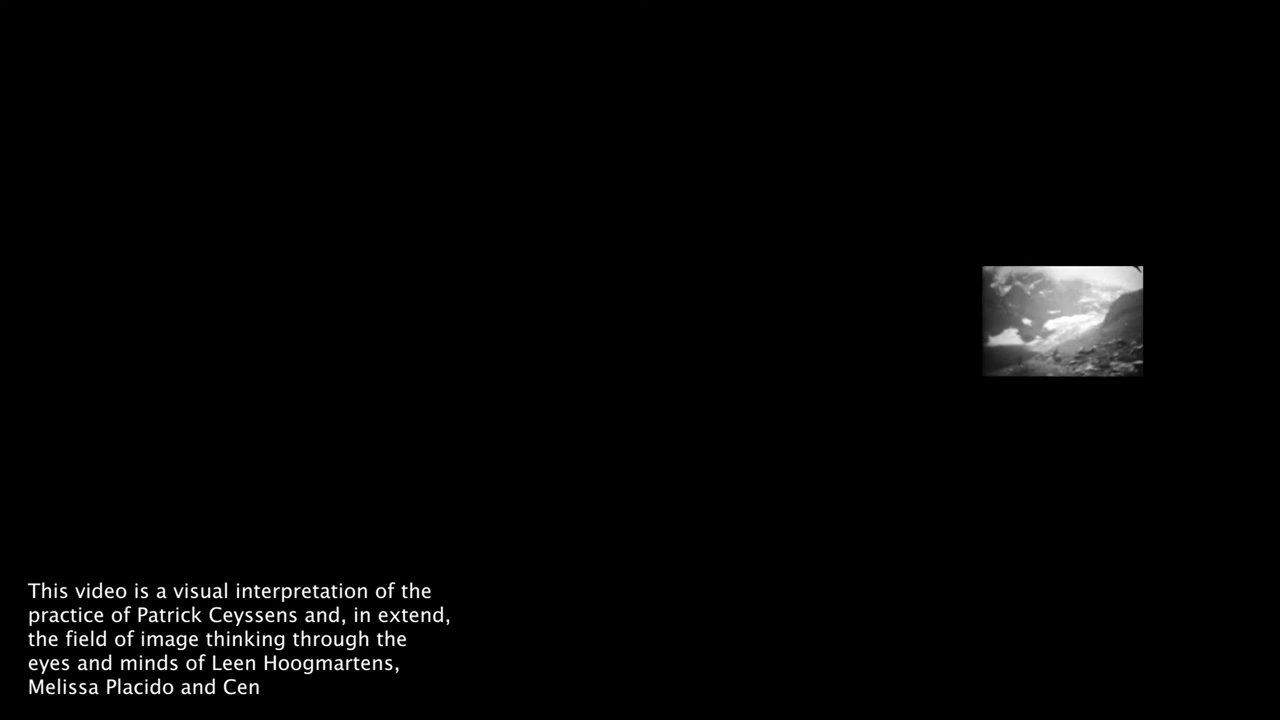 This video is a visual interpretation of the
practice of Patrick Ceyssens and, in extend,
the field of image thinking through the
eyes and minds of Leen Hoogmartens,
Melissa Placido and Cen